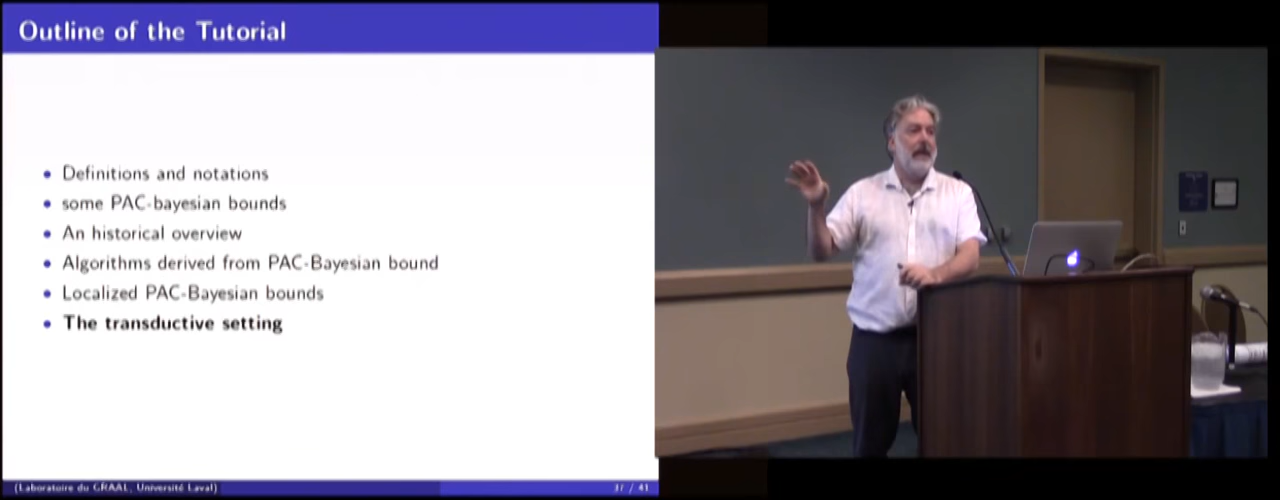 Outline of the Tutorial
Definitions and notations
some PAC-bayesian bounds
An historical overview
Algorithms derived from PAC-Bayesian bound
Localized PAC-Bayesian bounds
The transductive setting
(Laboratoire du GRAAL, Université Laval)
37 / 41